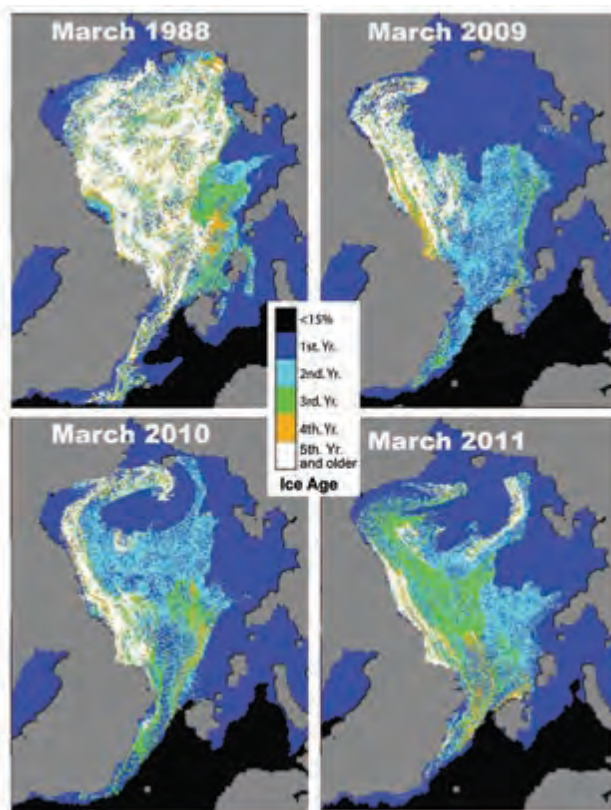 March 1988
March 2009
<15%
1st. Yr.
2nd. Yr.
3rd. Yr.
4th. Yr.
5th. Yr.
and older
Ice Age
March 2010
March 2011